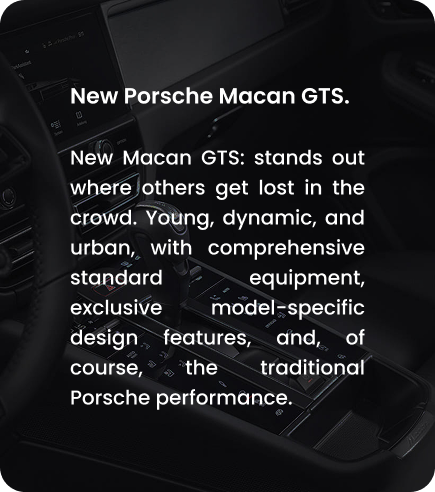 New Porsche Macan GTS.
New Macan GTS: stands out
where others get lost in the
crowd. Young, dynamic, and
urban, with comprehensive
standard equipment,
exclusive model-specific
design features, and, of
course, the traditional
Porsche performance.